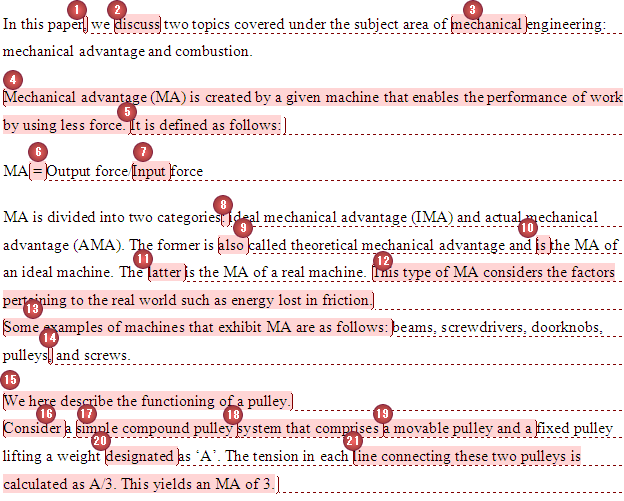 1 2 3
In this paper, we discuss two topics covered under the subject area of mechanical engineering:
mechanical advantage and combustion.
4
Mechanical advantage (MA) is created by a given machine that enables the performance of work
5
by using less force. It is defined as follows:
6 7
MA = Output force/Input force
8
MA is divided into two categories: ideal mechanical advantage (IMA) and actual mechanical
9 10
advantage (AMA). The former is also called theoretical mechanical advantage and is the MA of
11 12
an ideal machine. The latter is the MA of a real machine. This type of MA considers the factors
pertaining to the real world such as energy lost in friction.
13
Some examples of machines that exhibit MA are as follows: beams, screwdrivers, doorknobs,
14
pulleys, and screws.
15
We here describe the functioning of a pulley.
16 17 18 19
Consider a simple compound pulley system that comprises a movable pulley and a fixed pulley
20 21
lifting a weight designated as ‘A’. The tension in each line connecting these two pulleys is
calculated as A/3. This yields an MA of 3.